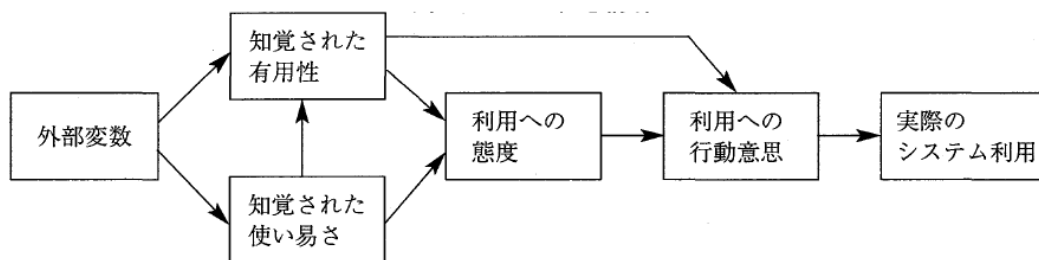 知覚された
有用性
外部変数
利用への
態度
利用への
行動意思
実際の
システム利用
知覚された
使い易さ